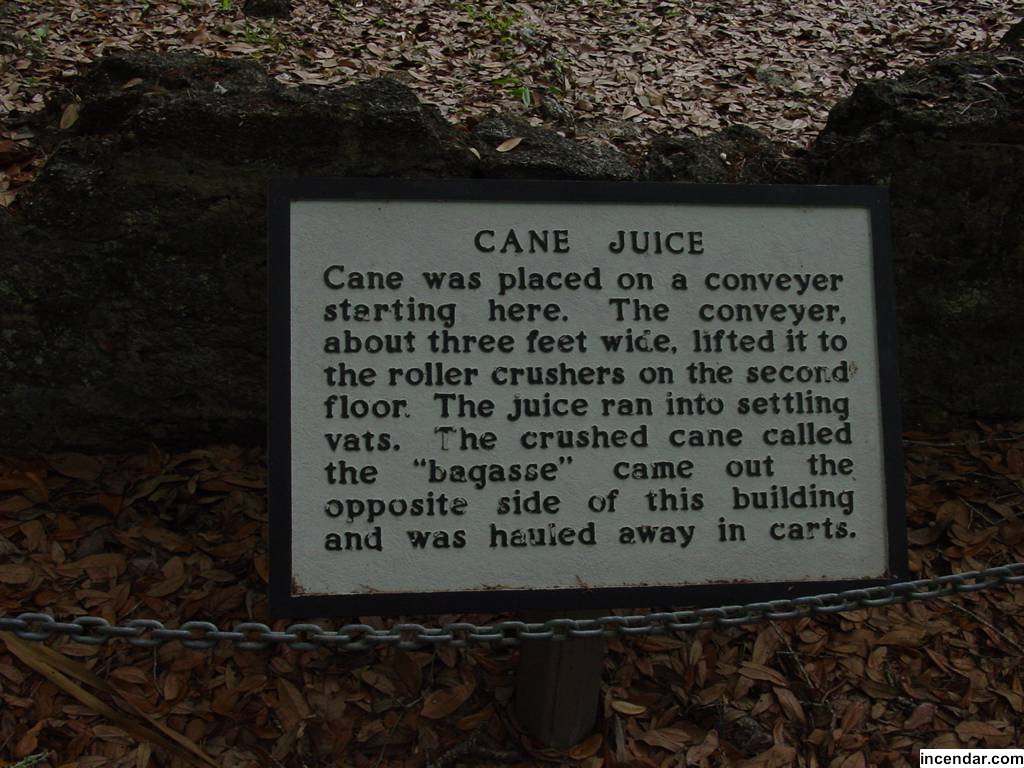 CANE JUICE
Cane was placed on a conveyer
starting here. The conveyer,
about three feet wide, lifted it to
the roller crushers on the second
floor. The juice ran into settling
vats. The crushed cane called
the "bagasse" came out the
opposite side of this building
and was hauled away in carts.
incendar.com